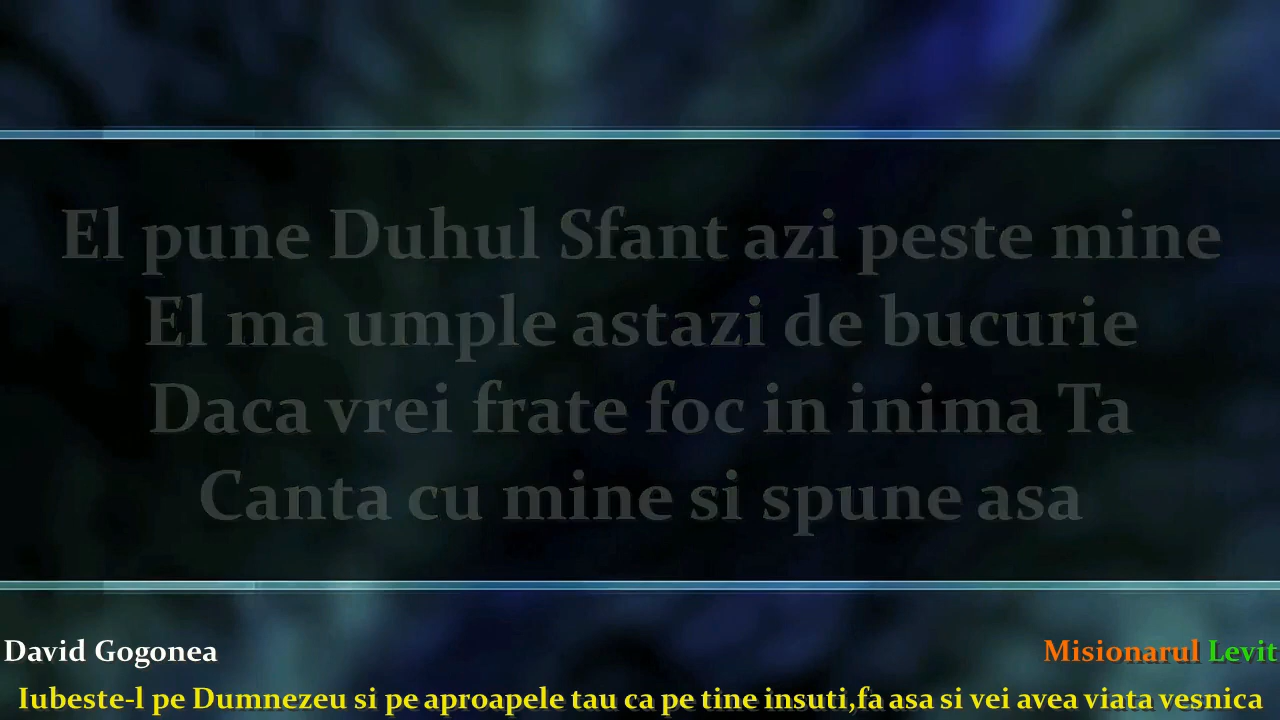 El pune Duhul Sfant azi peste mine
El ma umple astazi de bucurie
Daca vrei frate foc in inima Ta
Canta cu mine si spune asa
David Gogonea
Misionarul Levit
Iubeste-l pe Dumnezeu si pe aproapele tau ca pe tine insuti,fa asa si vei avea viata vesnica